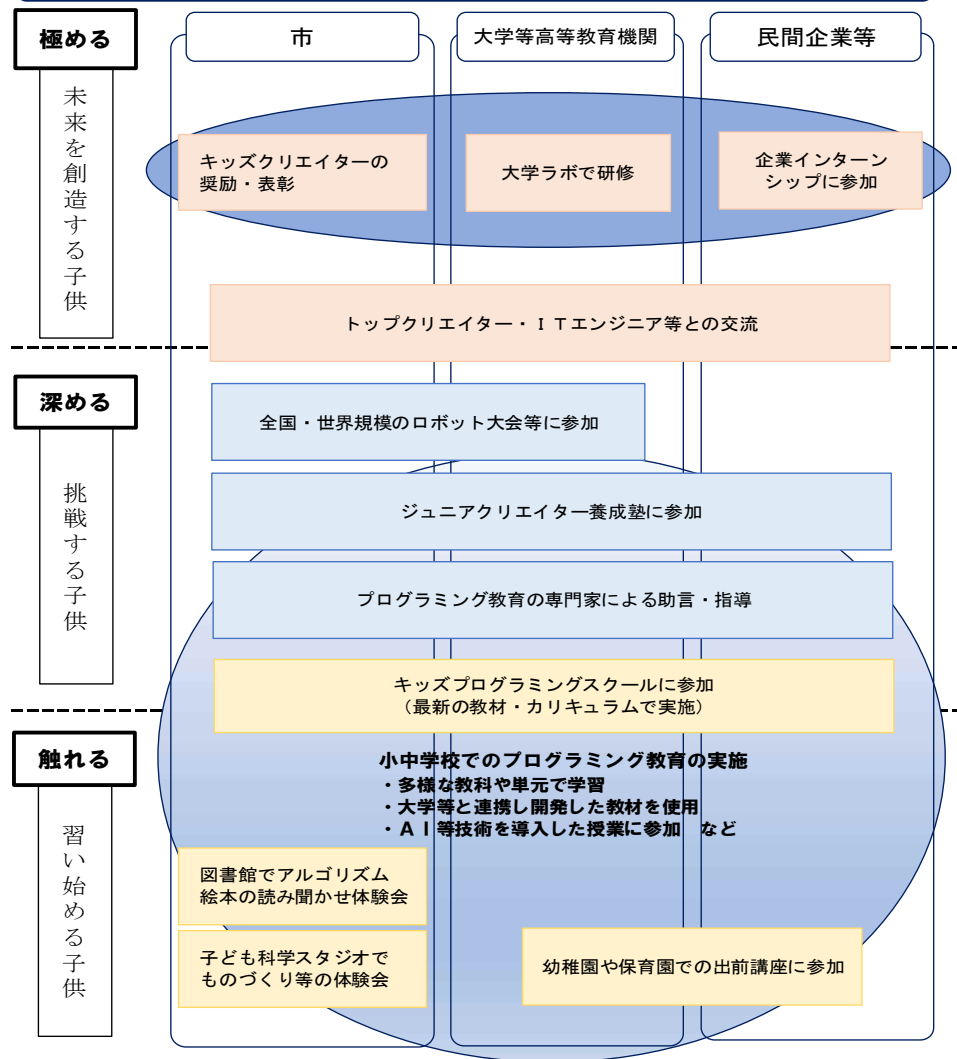 極める
市
大学等高等教育機関
民間企業等
未来を創造する子供
キッズクリエイターの
奨励・表彰
大学ラボで研修
企業インターン
シップに参加
トップクリエイター・ＩＴエンジニア等との交流
深める
挑戦する子供
全国・世界規模のロボット大会等に参加
ジュニアクリエイター養成塾に参加
プログラミング教育の専門家による助言・指導
キッズプログラミングスクールに参加
（最新の教材・カリキュラムで実施）
触れる
習い始める子供
小中学校でのプログラミング教育の実施
・多様な教科や単元で学習
・大学等と連携し開発した教材を使用
・ＡＩ等技術を導入した授業に参加　など
図書館でアルゴリズム
絵本の読み聞かせ体験会
子ども科学スタジオで
ものづくり等の体験会
幼稚園や保育園での出前講座に参加